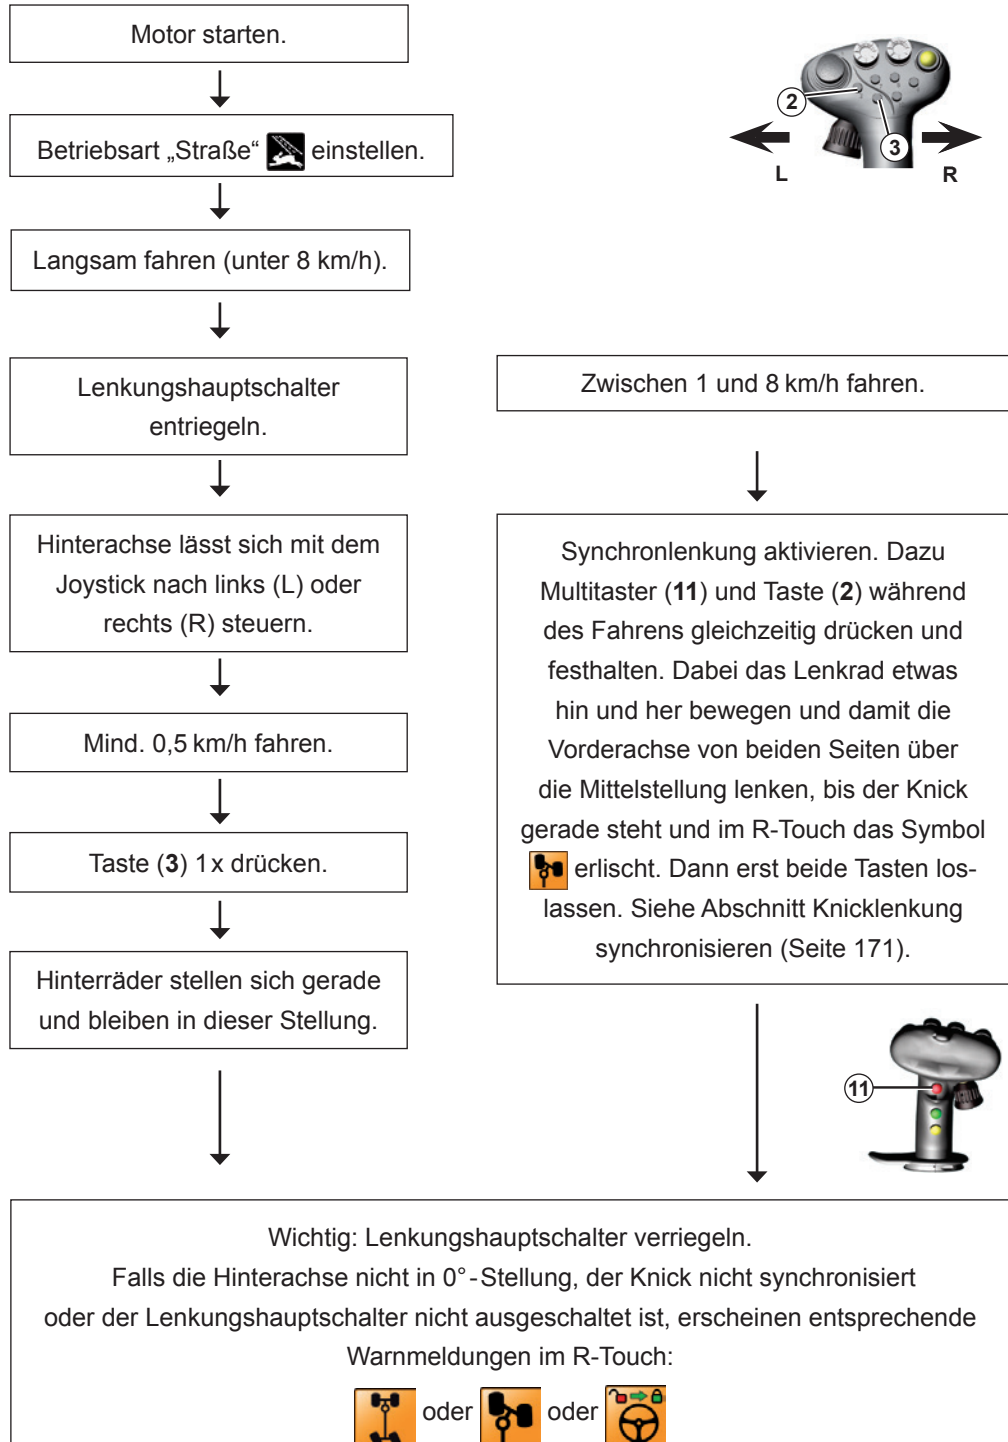 Motor starten.
Betriebsart „Straße“ einstellen.
Langsam fahren (unter 8 km/h).
Lenkungshauptschalter
entriegeln.
Hinterachse lässt sich mit dem
Joystick nach links (L) oder
rechts (R) steuern.
Mind. 0,5 km/h fahren.
Taste (3) 1x drücken.
Hinterräder stellen sich gerade
und bleiben in dieser Stellung.
2
3
L
R
Zwischen 1 und 8 km/h fahren.
Synchronlenkung aktivieren. Dazu
Multitaster (11) und Taste (2) während
des Fahrens gleichzeitig drücken und
festhalten. Dabei das Lenkrad etwas
hin und her bewegen und damit die
Vorderachse von beiden Seiten über
die Mittelstellung lenken, bis der Knick
gerade steht und im R-Touch das Symbol
erlischt. Dann erst beide Tasten los-
lassen. Siehe Abschnitt Knicklenkung
synchronisieren (Seite 171).
11
Wichtig: Lenkungshauptschalter verriegeln.
Falls die Hinterachse nicht in 0°-Stellung, der Knick nicht synchronisiert
oder der Lenkungshauptschalter nicht ausgeschaltet ist, erscheinen entsprechende
Warnmeldungen im R-Touch:
oder oder